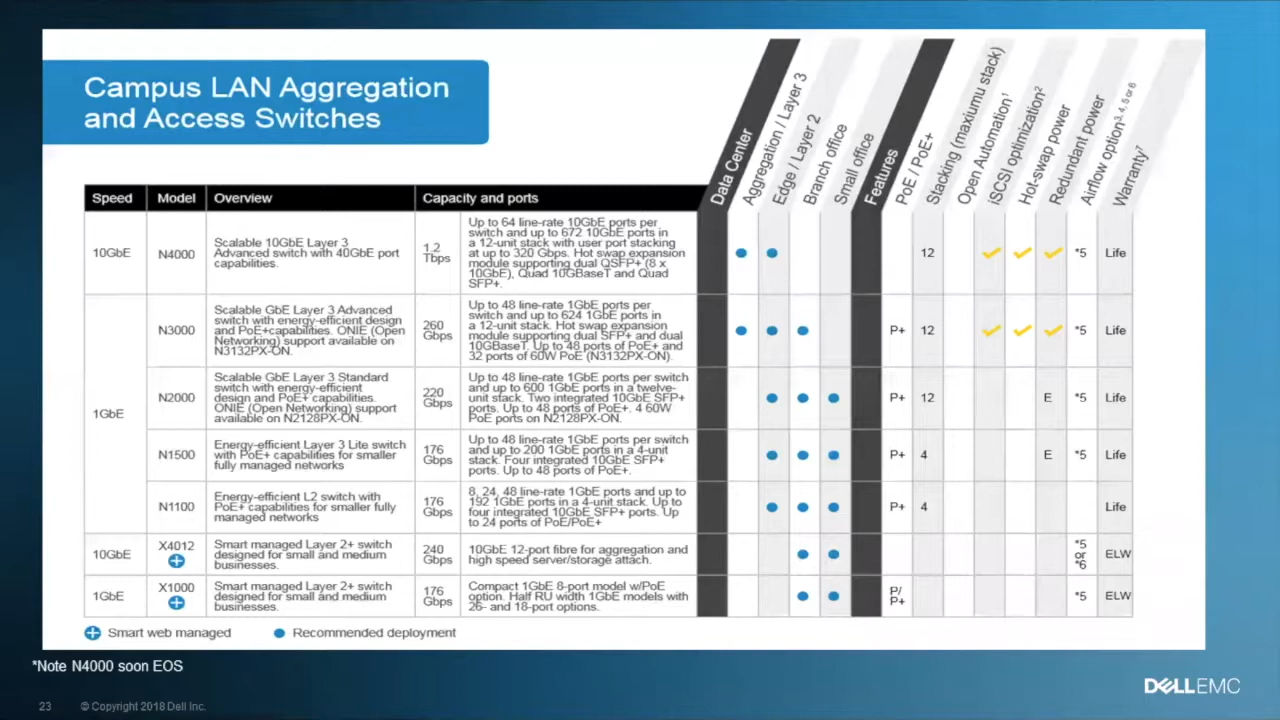 Campus LAN Aggregation
and Access Switches
Data Center
Aggregation / Layer 3
Edge / Layer 2
Branch office
Small office
Features
PoE / PoE+
Stacking (maxiumu stack)
Open Automation¹
iSCSI optimization²
Hot-swap power
Redundant power
Airflow option³, ⁴, ⁵ or ⁶
Warranty⁷
Speed Model Overview Capacity and ports
10GbE
N4000
Scalable 10GbE Layer 3
Advanced switch with 40GbE port
capabilities.
1.2
Tbps
Up to 64 line-rate 10GbE ports per
switch and up to 672 10GbE ports in
a 12-unit stack with user port stacking
at up to 320 Gbps. Hot swap expansion
module supporting dual QSFP+ (8 x
10GbE), Quad 10GBaseT and Quad
SFP+.
12 *5 Life
1GbE
N3000
Scalable GbE Layer 3 Advanced
switch with energy-efficient design
and PoE+capabilities. ONIE (Open
Networking) support available on
N3132PX-ON.
260
Gbps
Up to 48 line-rate 1GbE ports per
switch and up to 624 1GbE ports in
a 12-unit stack. Hot swap expansion
module supporting dual SFP+ and dual
10GBaseT. Up to 48 ports of PoE+ and
32 ports of 60W PoE (N3132PX-ON).
P+ 12 *5 Life
N2000
Scalable GbE Layer 3 Standard
switch with energy-efficient
design and PoE+ capabilities.
ONIE (Open Networking) support
available on N2128PX-ON.
220
Gbps
Up to 48 line-rate 1GbE ports per switch
and up to 600 1GbE ports in a twelve-
unit stack. Two integrated 10GbE SFP+
ports. Up to 48 ports of PoE+. 4 60W
PoE ports on N2128PX-ON.
P+ 12 E *5 Life
N1500
Energy-efficient Layer 3 Lite switch
with PoE+ capabilities for smaller
fully managed networks
176
Gbps
Up to 48 line-rate 1GbE ports per switch
and up to 200 1GbE ports in a 4-unit
stack. Four integrated 10GbE SFP+
ports. Up to 48 ports of PoE+.
P+ 4 E *5 Life
N1100
Energy-efficient L2 switch with
PoE+ capabilities for smaller fully
managed networks
176
Gbps
8, 24, 48 line-rate 1GbE ports and up to
192 1GbE ports in a 4-unit stack. Up to
four integrated 10GbE SFP+ ports. Up
to 24 ports of PoE/PoE+
P+ 4 Life
10GbE
X4012
Smart managed Layer 2+ switch
designed for small and medium
businesses.
240
Gbps
10GbE 12-port fibre for aggregation and
high speed server/storage attach.
*5
or
*6
ELW
1GbE
X1000
Smart managed Layer 2+ switch
designed for small and medium
businesses.
176
Gbps
Compact 1GbE 8-port model w/PoE
option. Half RU width 1GbE models with
26- and 18-port options.
P/
P+
*5 ELW
Smart web managed Recommended deployment
*Note N4000 soon EOS
23 © Copyright 2018 Dell Inc.
DELLEMC